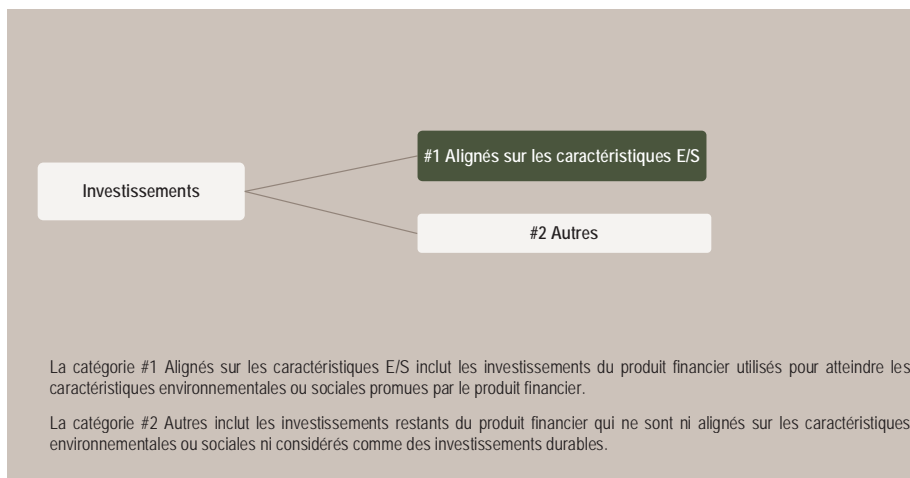 #1 Alignés sur les caractéristiques E/S
Investissements
#2 Autres
La catégorie #1 Alignés sur les caractéristiques E/S inclut les investissements du produit financier utilisés pour atteindre les
caractéristiques environnementales ou sociales promues par le produit financier.
La catégorie #2 Autres inclut les investissements restants du produit financier qui ne sont ni alignés sur les caractéristiques
environnementales ou sociales ni considérés comme des investissements durables.